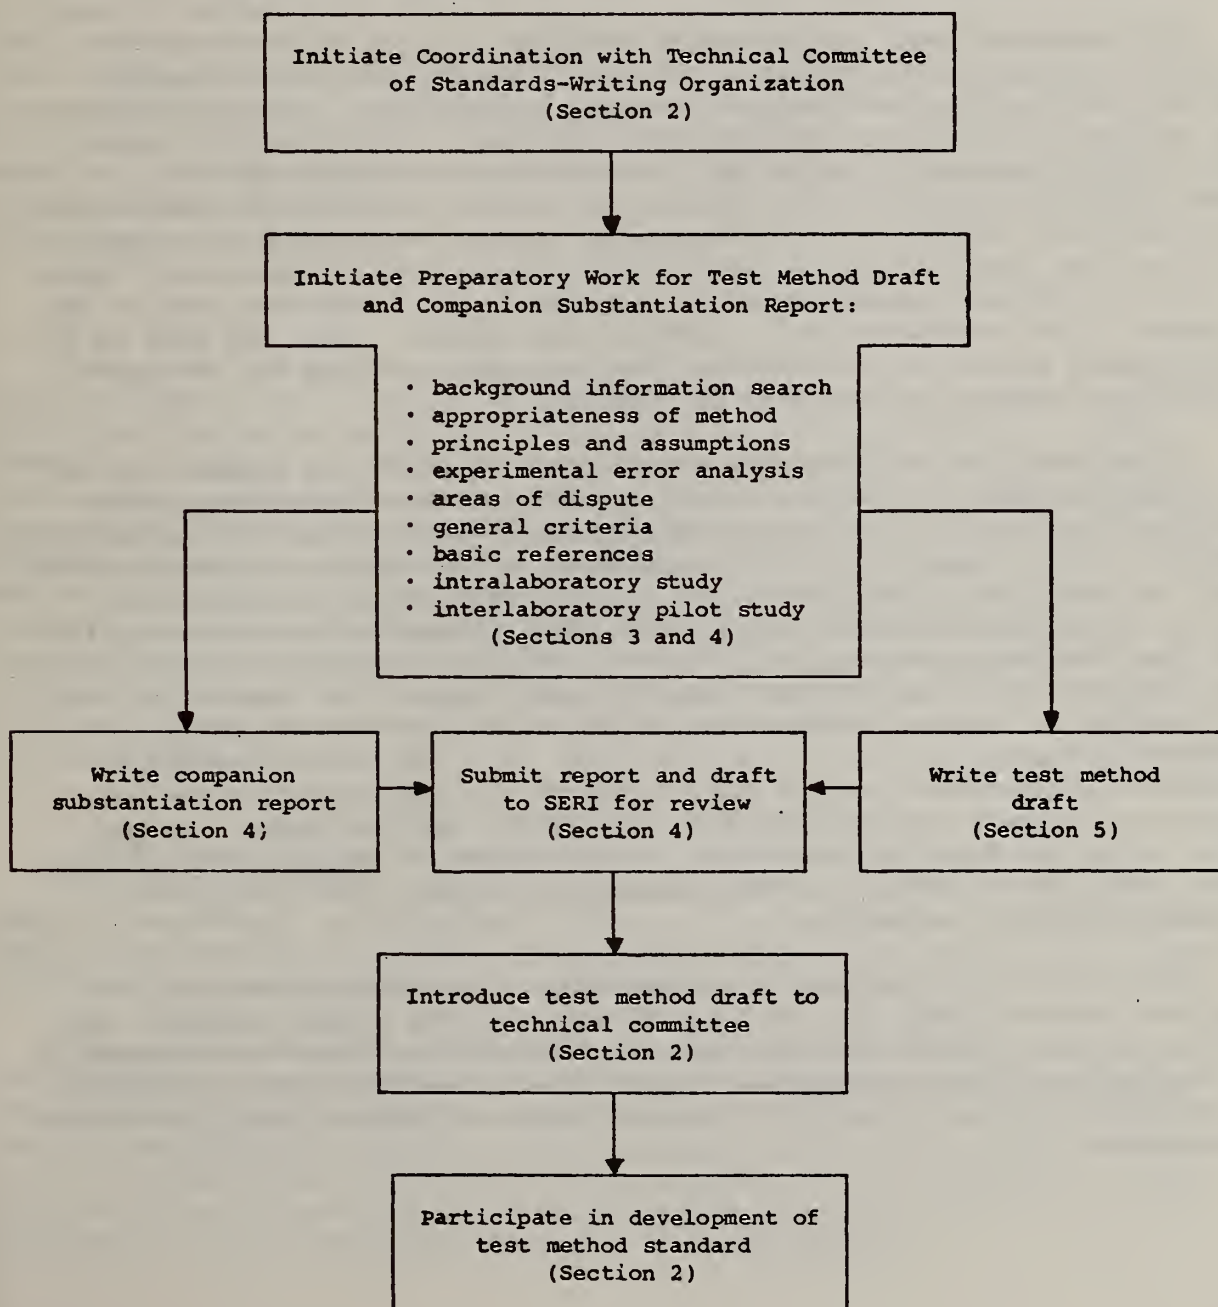 Initiate Coordination with Technical Committee
of Standards-Writing Organization
(Section 2)
Initiate Preparatory Work for Test Method Draft
and Companion Substantiation Report:
· background information search
· appropriateness of method
· principles and assumptions
· experimental error analysis
· areas of dispute
· general criteria
· basic references
· intralaboratory study
· interlaboratory pilot study
(Sections 3 and 4)
Write companion
substantiation report
(Section 4)
Submit report and draft
to SERI for review
(Section 4)
Write test method
draft
(Section 5)
Introduce test method draft to
technical committee
(Section 2)
Participate in development of
test method standard
(Section 2)